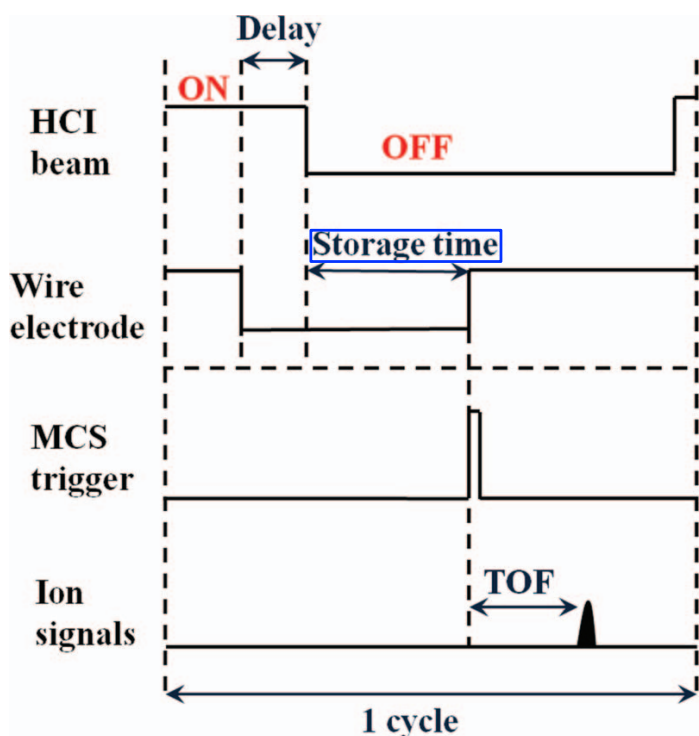 Delay
ON
HCI
beam
OFF
Storage time
Wire
electrode
MCS
trigger
TOF
Ion
signals
1 cycle